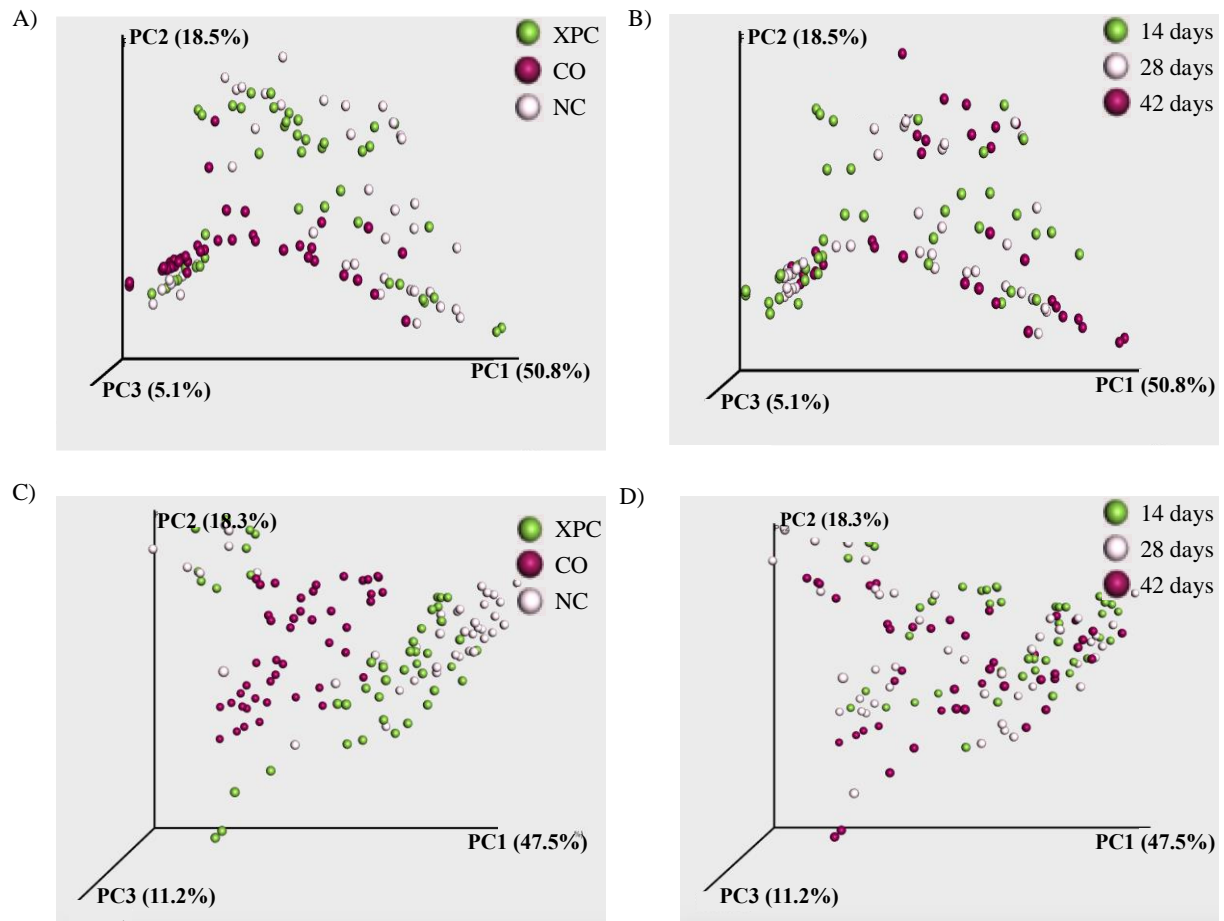 A)
PC2 (18.5%)
XPC
CO
NC
PC1 (50.8%)
PC3 (5.1%)
B)
PC2 (18.5%)
14 days
28 days
42 days
PC1 (50.8%)
PC3 (5.1%)
C)
PC2 (18.3%)
XPC
CO
NC
PC1 (47.5%)
PC3 (11.2%)
D)
PC2 (18.3%)
14 days
28 days
42 days
PC1 (47.5%)
PC3 (11.2%)